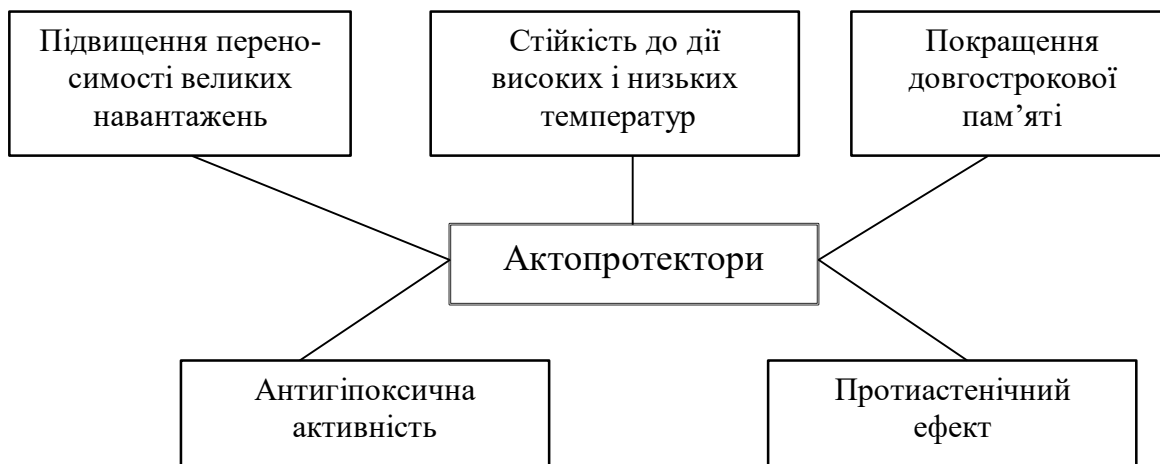 Підвищення перено-
симості великих
навантажень
Стійкість до дії
високих і низьких
температур
Покращення
довгострокової
пам’яті
Актопротектори
Антигіпоксична
активність
Протиастенічний
ефект